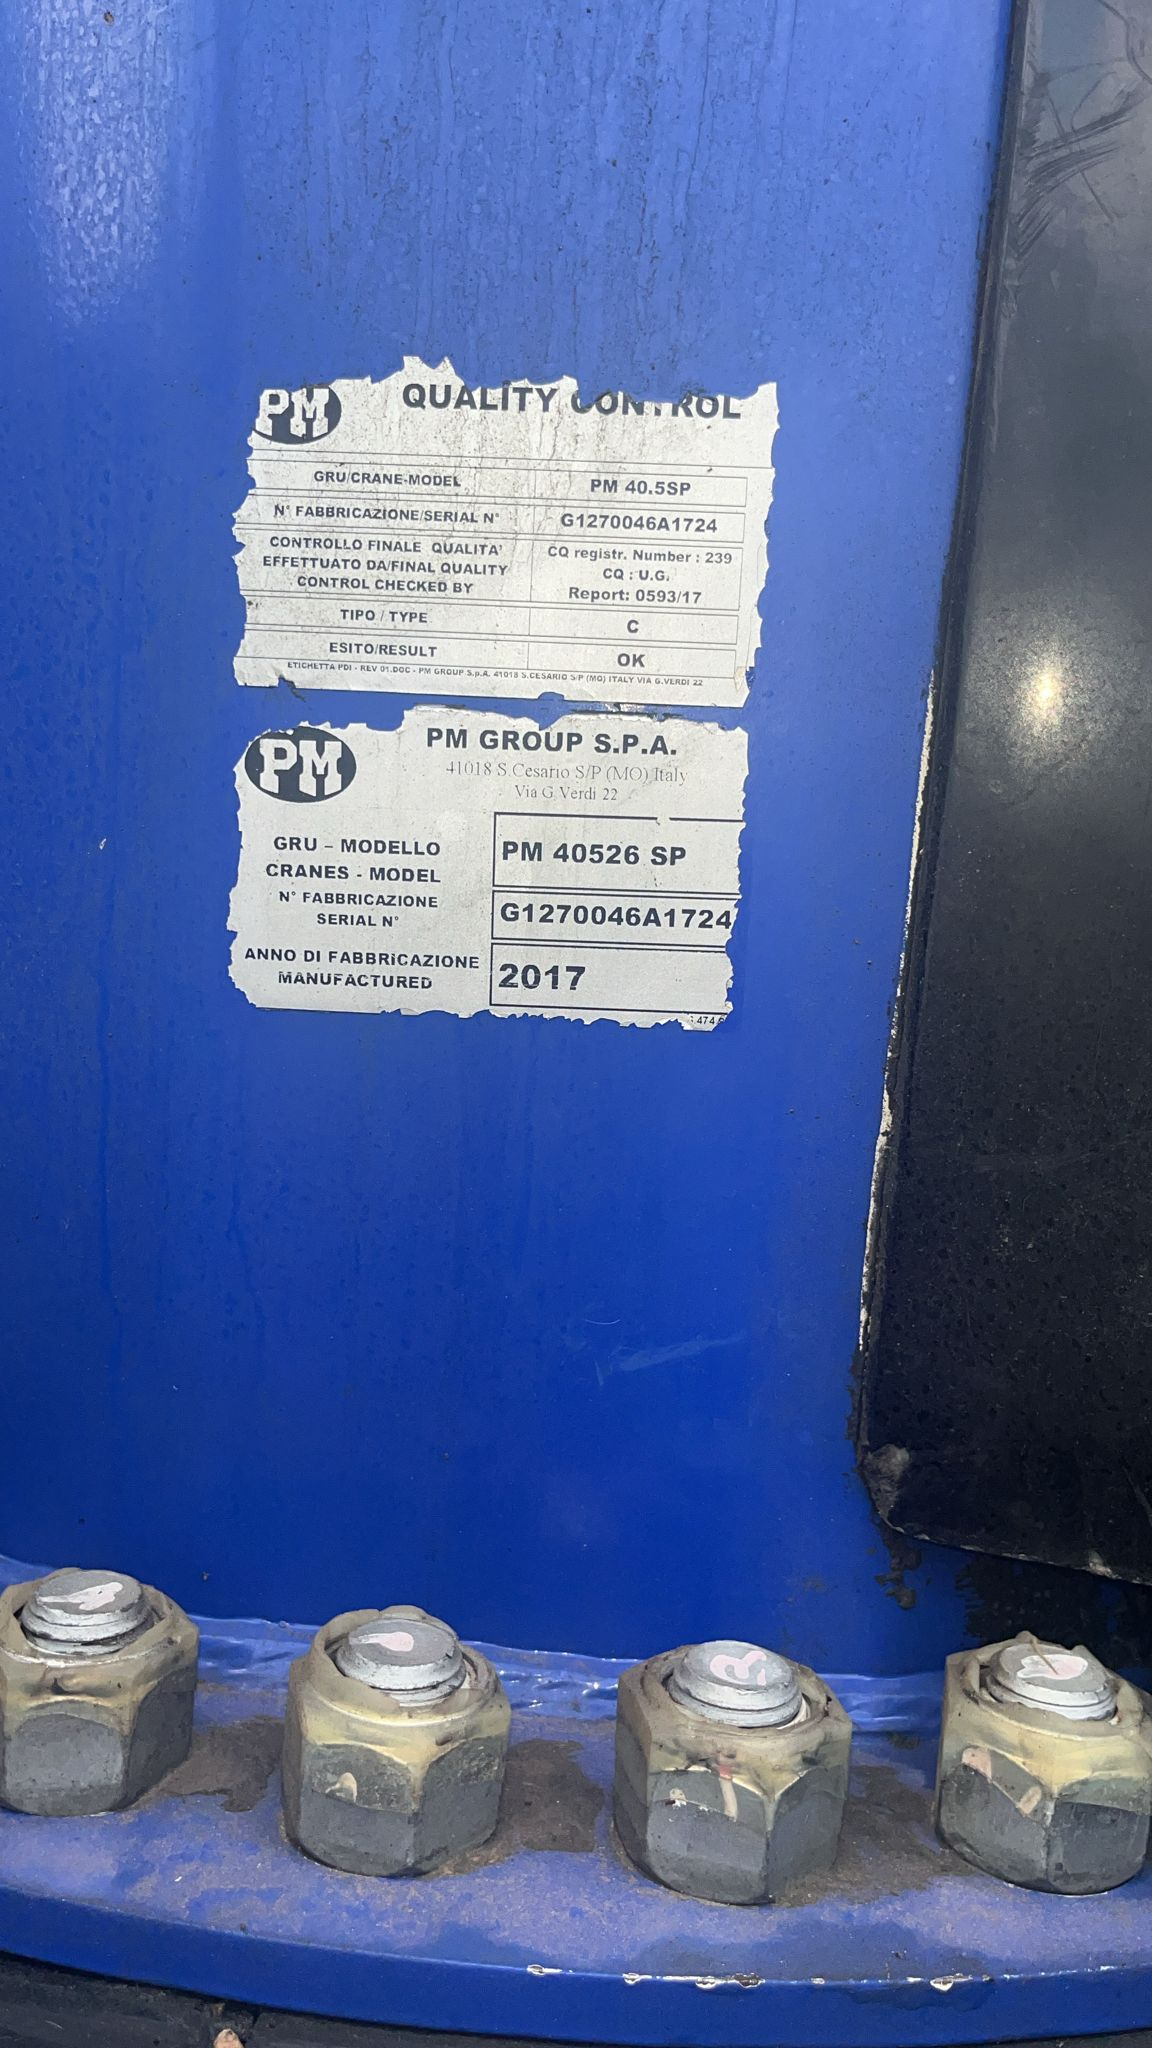 PM QUALITY CONTROL
GRU/CRANE-MODEL PM 40.5SP
N° FABBRICAZIONE/SERIAL N° G1270046A1724
CONTROLLO FINALE QUALITA'
EFFETTUATO DA/FINAL QUALITY
CONTROL CHECKED BY
CQ registr. Number : 239
CQ : U.G.
Report: 0593/17
TIPO / TYPE C
ESITO/RESULT OK
ETICHETTA PDI - REV 01.DOC - PM GROUP S.p.A. 41018 S.CESARIO S/P (MO) ITALY VIA G.VERDI 22
PM PM GROUP S.P.A.
41018 S.Cesario S/P (MO) Italy
Via G.Verdi 22
GRU – MODELLO
CRANES - MODEL
PM 40526 SP
N° FABBRICAZIONE
SERIAL N°
G1270046A1724
ANNO DI FABBRICAZIONE
MANUFACTURED
2017